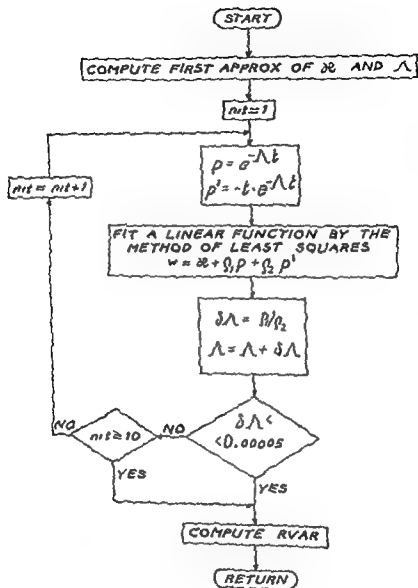 START
COMPUTE FIRST APPROX OF ϰ AND Λ
nit=1
nit = nit+1
p = e^-Λt
p' = -t·e^-Λt
FIT A LINEAR FUNCTION BY THE
METHOD OF LEAST SQUARES
w = ϰ + β₁p + β₂ p'
δΛ = β₁/β₂
Λ = Λ + δΛ
δΛ <
<0.00005
NO
nit ≥ 10
NO
YES
YES
COMPUTE RVAR
RETURN